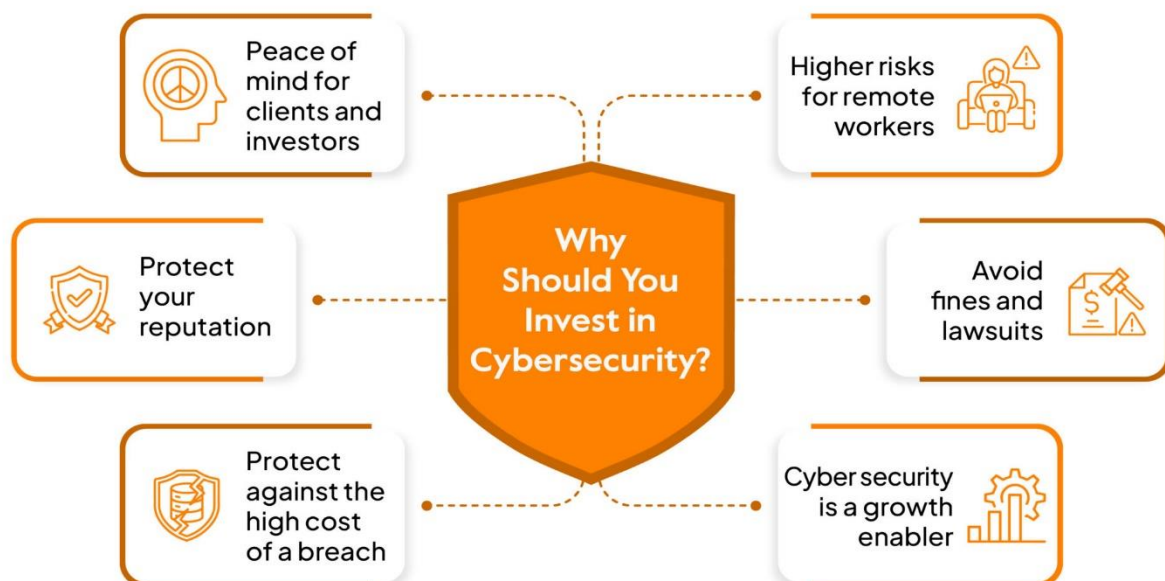 Peace of
mind for
clients and
investors
Higher risks
for remote
workers
Why
Should You
Invest in
Cybersecurity?
Protect
your
reputation
Avoid
fines and
lawsuits
$
Protect
against the
high cost
of a breach
Cyber security
is a growth
enabler